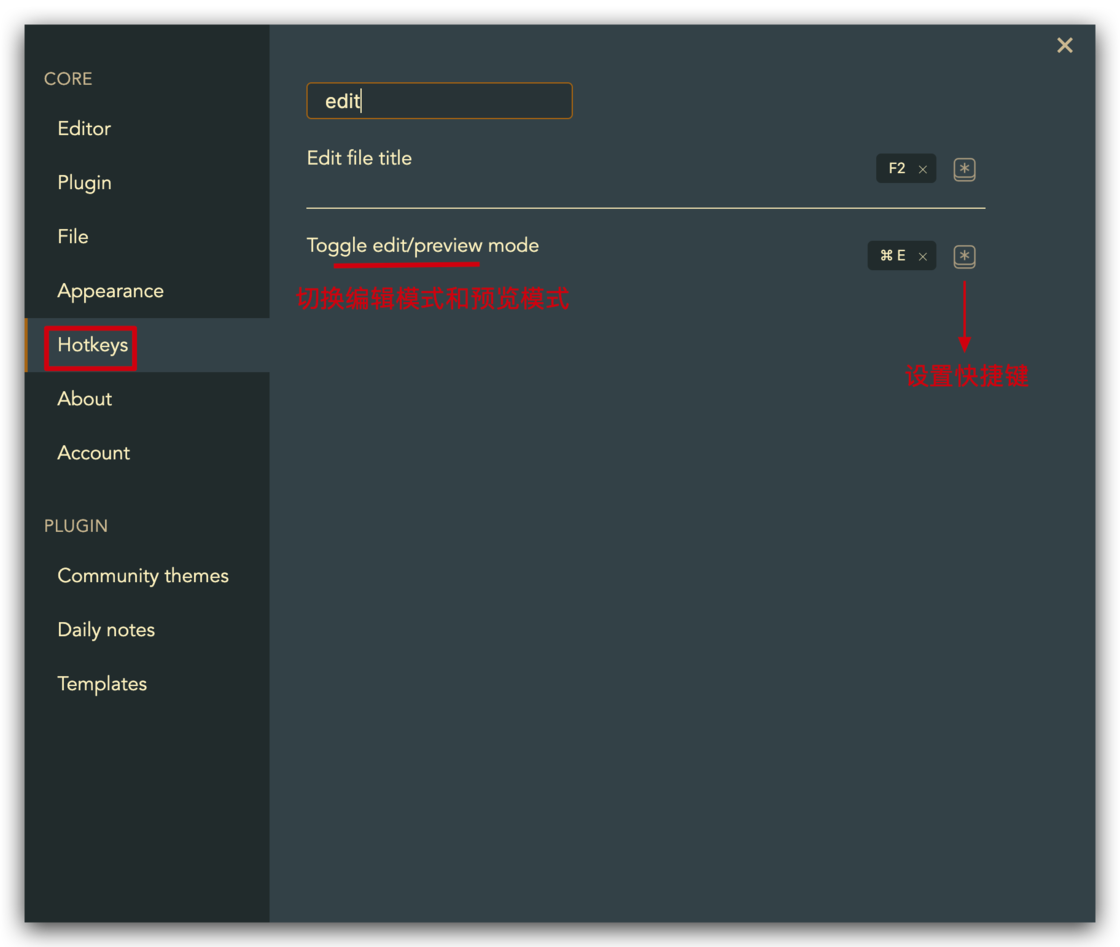 CORE
Editor
Plugin
File
Appearance
Hotkeys
About
Account
PLUGIN
Community themes
Daily notes
Templates
edit
Edit file title
F2 ×
Toggle edit/preview mode
⌘ E ×
切换编辑模式和预览模式
设置快捷键